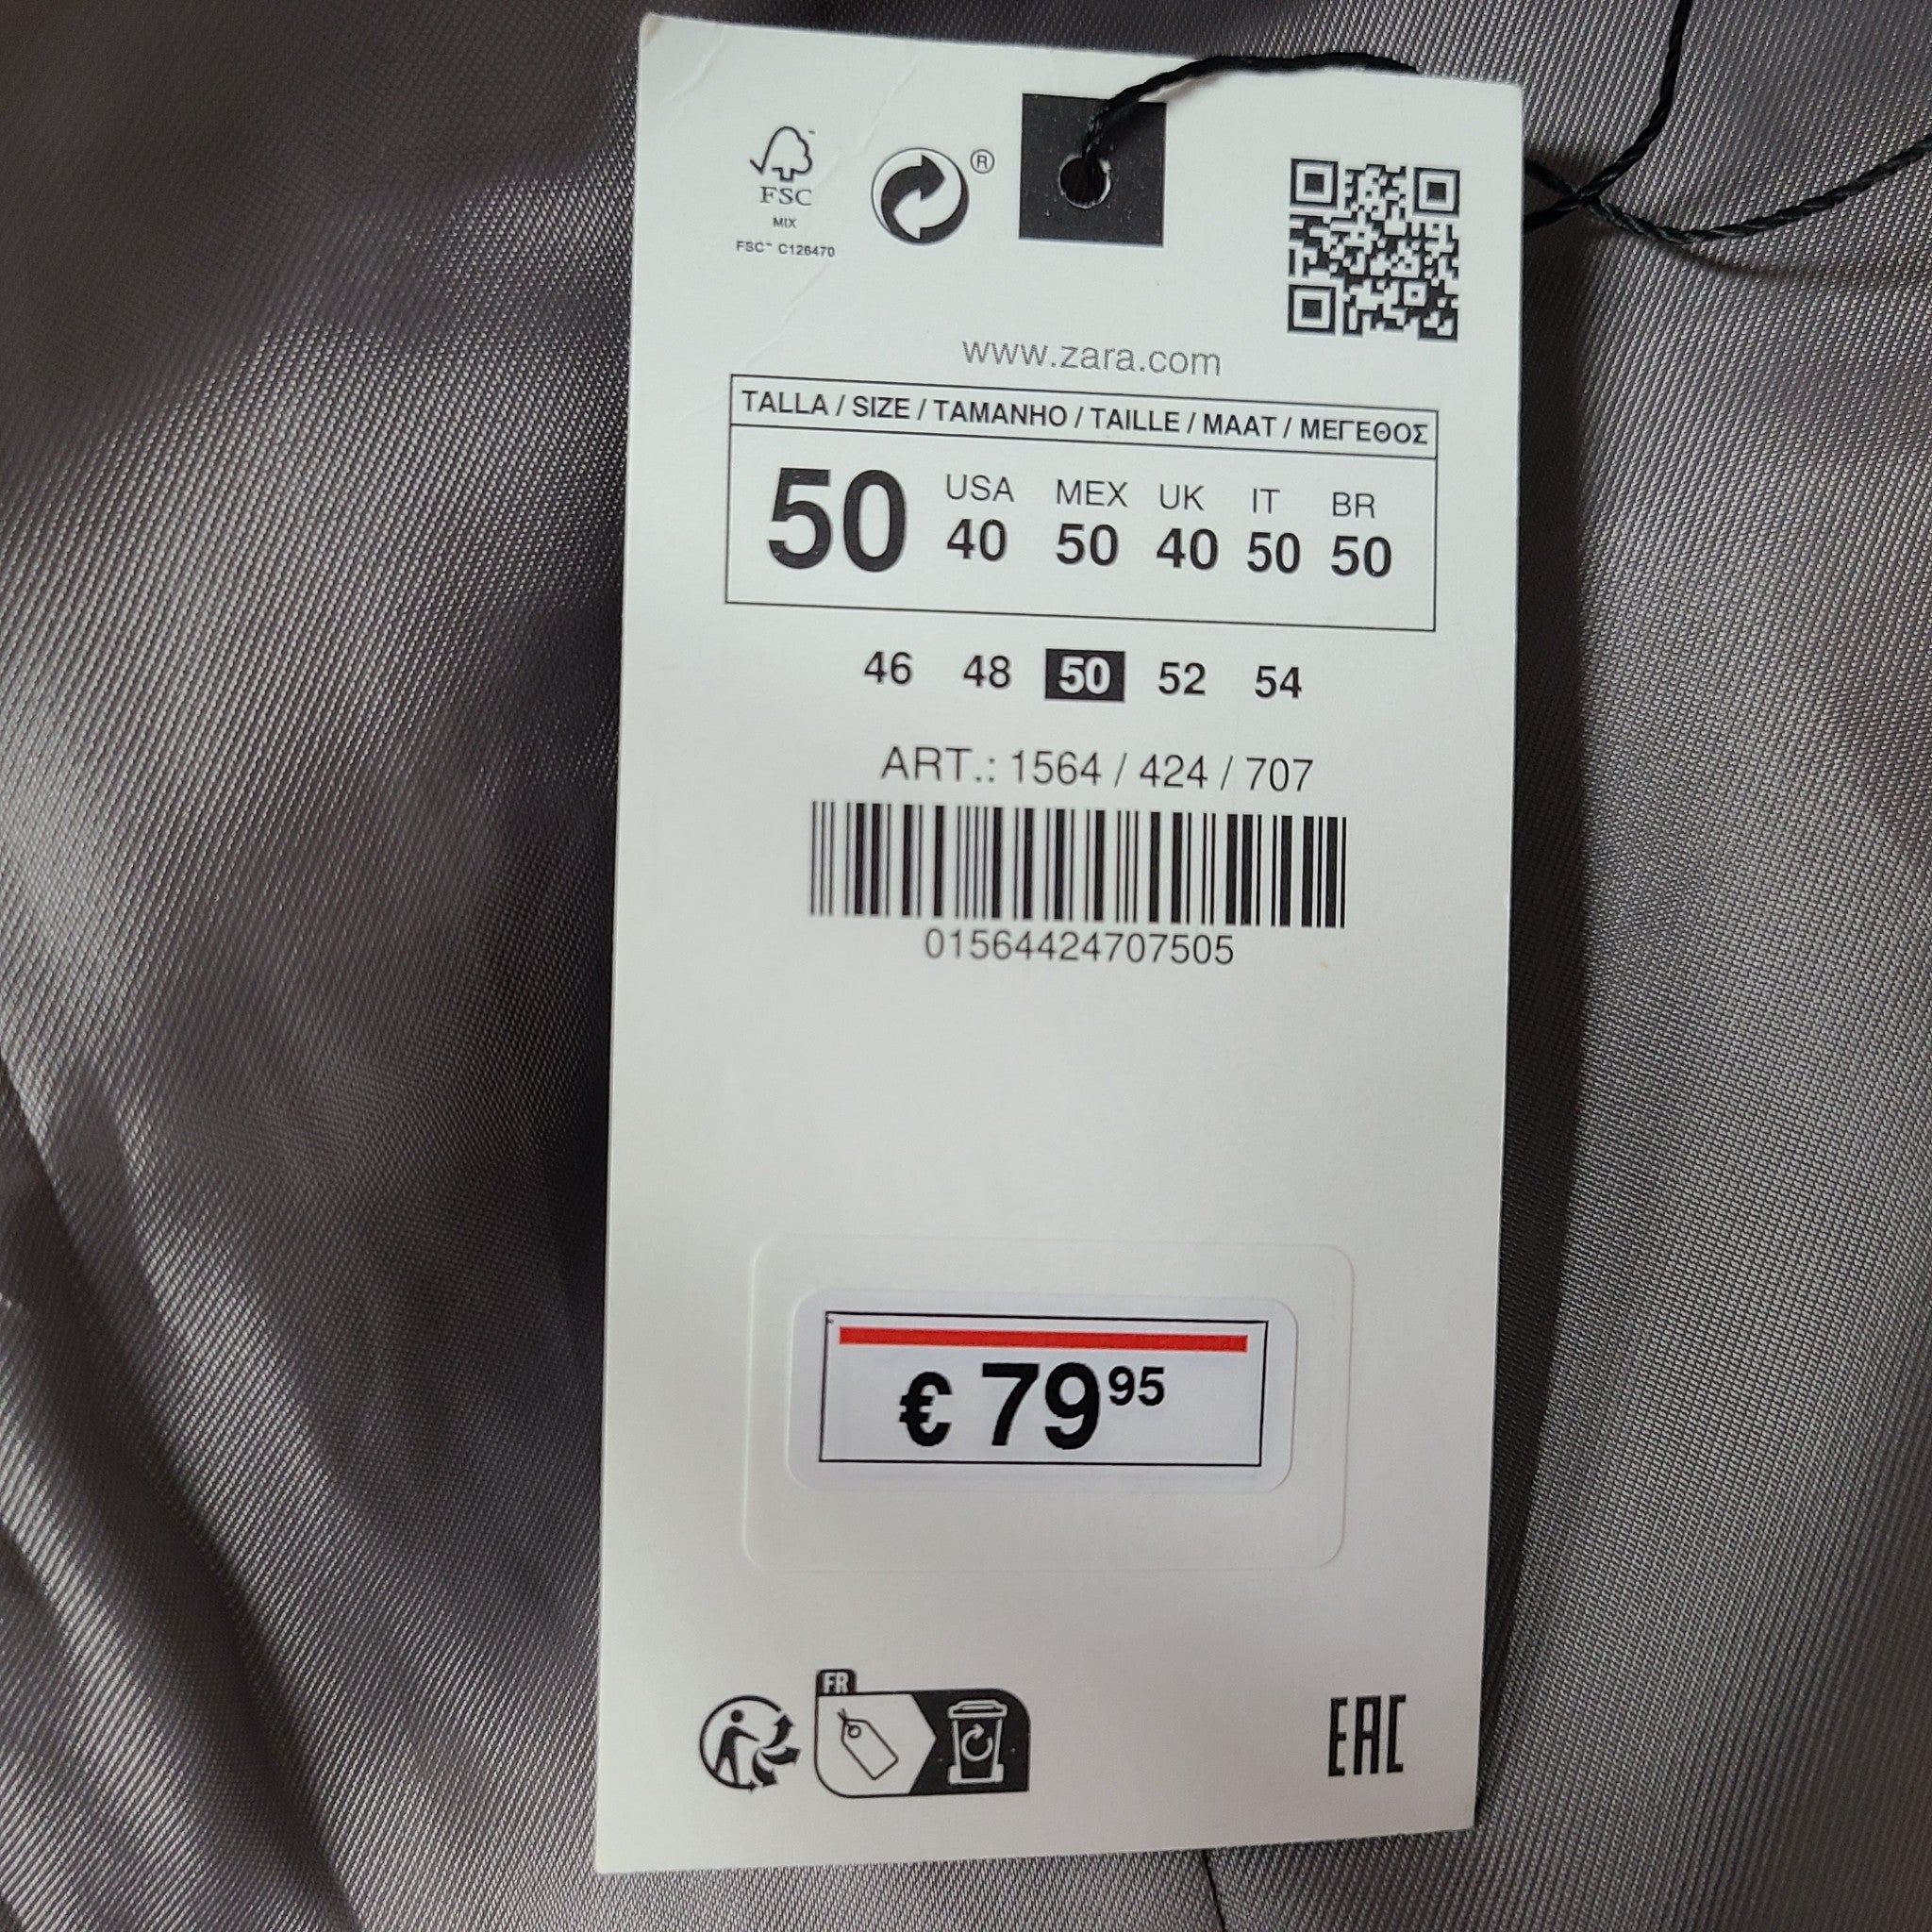 FSC
MIX
FSC™ C126470
®
www.zara.com
TALLA / SIZE / TAMANHO / TAILLE / MAAT / ΜΕΓΕΘΟΣ
50
USA MEX UK IT BR
40 50 40 50 50
46 48 50 52 54
ART.: 1564 / 424 / 707
01564424707505
€ 79 95
FR
EAC